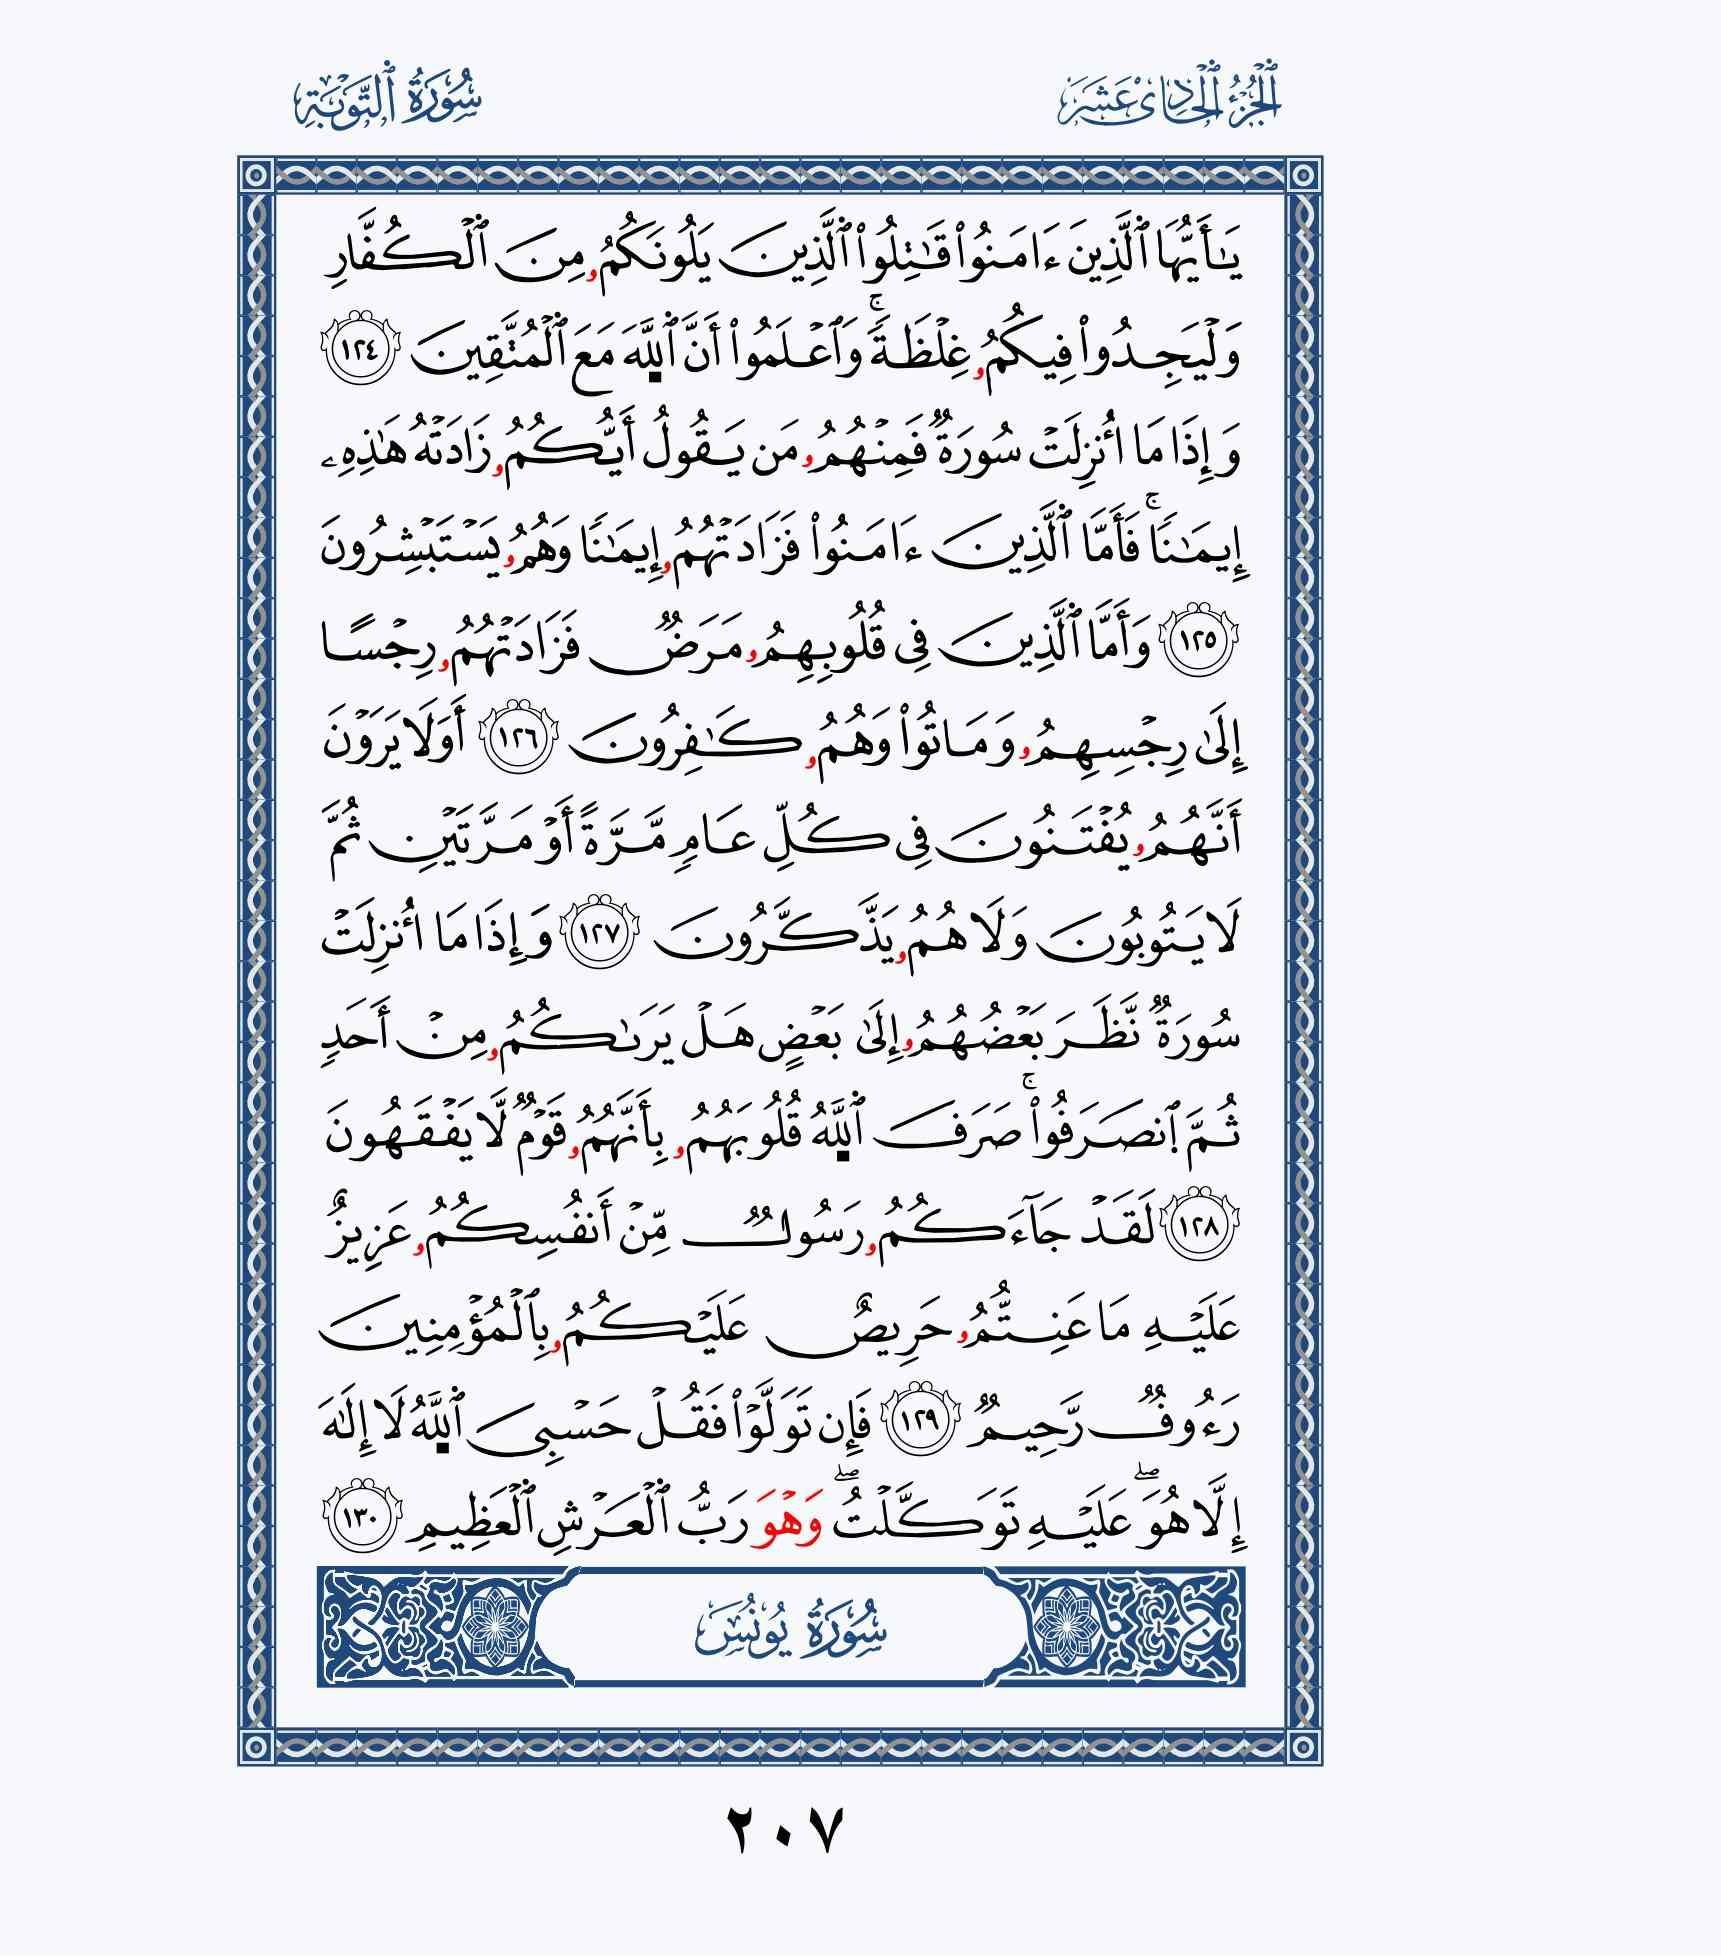 الجُزْءُ ٱلْحَادِىَ عَشَرَ
سُورَةُ ٱلتَّوْبَةِ
يَـٰٓأَيُّهَا ٱلَّذِينَ ءَامَنُوا۟ قَـٰتِلُوا۟ ٱلَّذِينَ يَلُونَكُمُۥ مِنَ ٱلْكُفَّارِ
وَلْيَجِدُوا۟ فِيكُمُۥ غِلْظَةًۚ وَٱعْلَمُوا۟ أَنَّ ٱللَّهَ مَعَ ٱلْمُتَّقِينَ ١٢٤
وَإِذَا مَا أُنزِلَتْ سُورَةٌ فَمِنْهُمُۥ مَن يَقُولُ أَيُّكُمُۥ زَادَتْهُ هَـٰذِهِۦ
إِيمَـٰنًاۚ فَأَمَّا ٱلَّذِينَ ءَامَنُوا۟ فَزَادَتْهُمُۥ إِيمَـٰنًا وَهُمُۥ يَسْتَبْشِرُونَ
١٢٥ وَأَمَّا ٱلَّذِينَ فِى قُلُوبِهِمُۥ مَرَضٌ فَزَادَتْهُمُۥ رِجْسًا
إِلَىٰ رِجْسِهِمُۥ وَمَاتُوا۟ وَهُمُۥ كَـٰفِرُونَ ١٢٦ أَوَلَا يَرَوْنَ
أَنَّهُمُۥ يُفْتَنُونَ فِى كُلِّ عَامٍ مَّرَّةً أَوْ مَرَّتَيْنِ ثُمَّ
لَا يَتُوبُونَ وَلَا هُمُۥ يَذَّكَّرُونَ ١٢٧ وَإِذَا مَا أُنزِلَتْ
سُورَةٌ نَّظَرَ بَعْضُهُمُۥ إِلَىٰ بَعْضٍ هَلْ يَرَىٰكُمُۥ مِنْ أَحَدٍ
ثُمَّ ٱنصَرَفُوا۟ۚ صَرَفَ ٱللَّهُ قُلُوبَهُمُۥ بِأَنَّهُمُۥ قَوْمٌ لَّا يَفْقَهُونَ
١٢٨ لَقَدْ جَآءَكُمُۥ رَسُولٌ مِّنْ أَنفُسِكُمُۥ عَزِيزٌ
عَلَيْهِ مَا عَنِتُّمُۥ حَرِيصٌ عَلَيْكُمُۥ بِٱلْمُؤْمِنِينَ
رَءُوفٌ رَّحِيمٌ ١٢٩ فَإِن تَوَلَّوْا۟ فَقُلْ حَسْبِىَ ٱللَّهُ لَا إِلَـٰهَ
إِلَّا هُوَۖ عَلَيْهِ تَوَكَّلْتُۖ وَهْوَ رَبُّ ٱلْعَرْشِ ٱلْعَظِيمِ ١٣٠
سُورَةُ يُونُسَ
٢٠٧